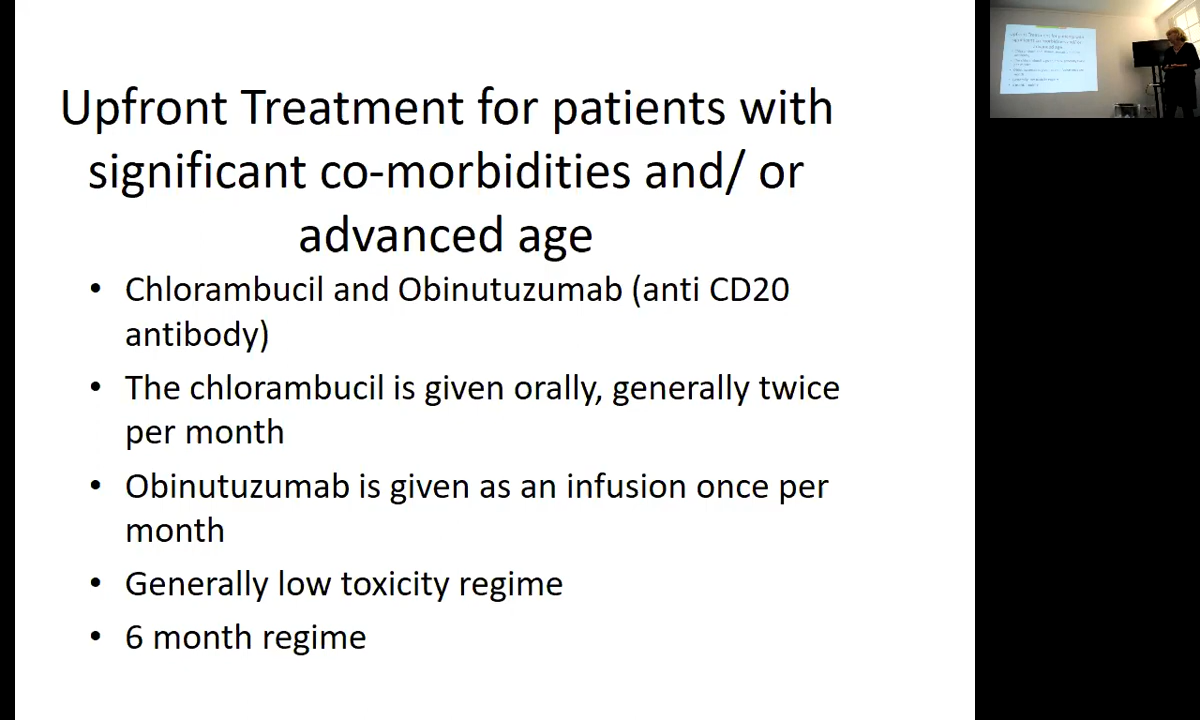 Upfront Treatment for patients with
significant co-morbidities and/ or
advanced age
• Chlorambucil and Obinutuzumab (anti CD20
antibody)
• The chlorambucil is given orally, generally twice
per month
• Obinutuzumab is given as an infusion once per
month
• Generally low toxicity regime
• 6 month regime